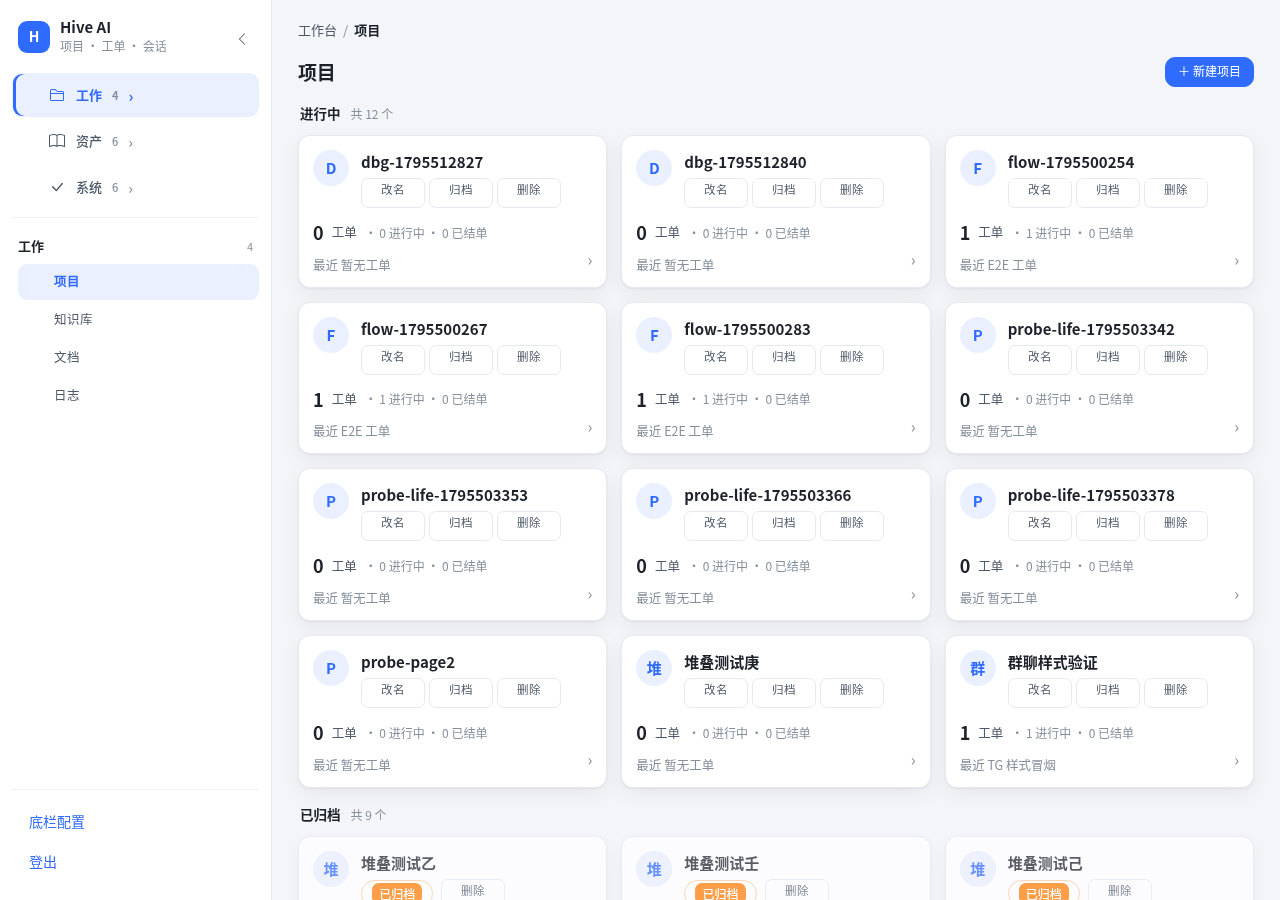 H
Hive AI
项目 · 工单 · 会话
工作 4 ›
资产 6 ›
系统 6 ›
工作 4
项目
知识库
文档
日志
底栏配置
登出
工作台 / 项目
项目
+ 新建项目
进行中 共 12 个
D dbg-1795512827
改名 归档 删除
0 工单 · 0 进行中 · 0 已结单
最近 暂无工单 ›
D dbg-1795512840
改名 归档 删除
0 工单 · 0 进行中 · 0 已结单
最近 暂无工单 ›
F flow-1795500254
改名 归档 删除
1 工单 · 1 进行中 · 0 已结单
最近 E2E 工单 ›
F flow-1795500267
改名 归档 删除
1 工单 · 1 进行中 · 0 已结单
最近 E2E 工单 ›
F flow-1795500283
改名 归档 删除
1 工单 · 1 进行中 · 0 已结单
最近 E2E 工单 ›
P probe-life-1795503342
改名 归档 删除
0 工单 · 0 进行中 · 0 已结单
最近 暂无工单 ›
P probe-life-1795503353
改名 归档 删除
0 工单 · 0 进行中 · 0 已结单
最近 暂无工单 ›
P probe-life-1795503366
改名 归档 删除
0 工单 · 0 进行中 · 0 已结单
最近 暂无工单 ›
P probe-life-1795503378
改名 归档 删除
0 工单 · 0 进行中 · 0 已结单
最近 暂无工单 ›
P probe-page2
改名 归档 删除
0 工单 · 0 进行中 · 0 已结单
最近 暂无工单 ›
堆 堆叠测试庚
改名 归档 删除
0 工单 · 0 进行中 · 0 已结单
最近 暂无工单 ›
群 群聊样式验证
改名 归档 删除
1 工单 · 1 进行中 · 0 已结单
最近 TG 样式冒烟 ›
已归档 共 9 个
堆 堆叠测试乙
已归档 删除
堆 堆叠测试壬
已归档 删除
堆 堆叠测试己
已归档 删除